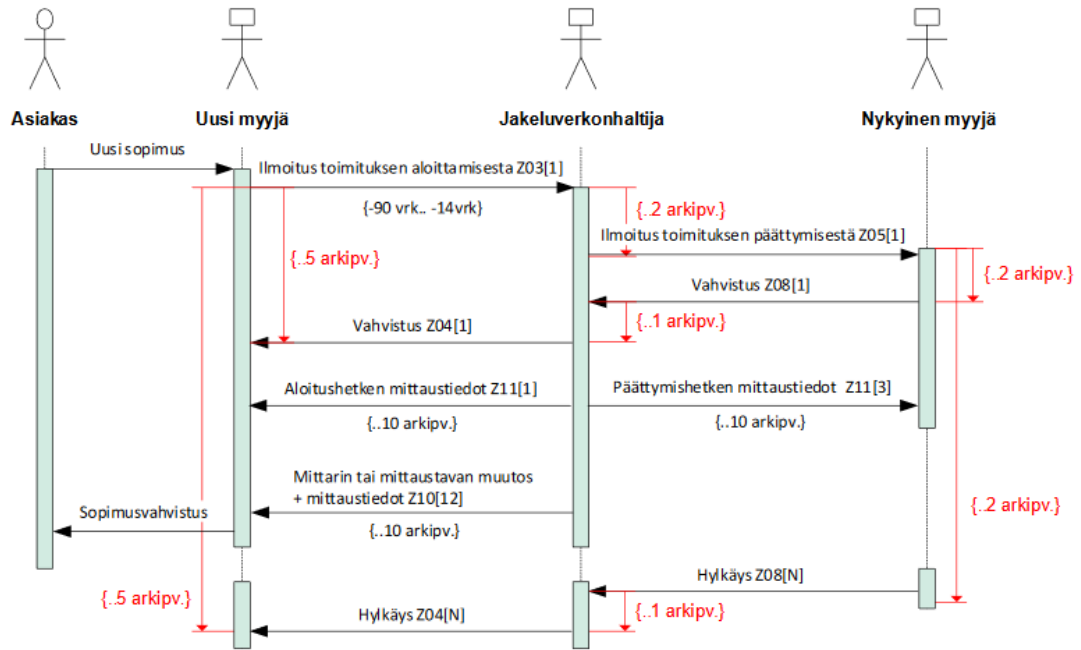 Asiakas
Uusi myyjä
Jakeluverkonhaltija
Nykyinen myyjä
Uusi sopimus
Ilmoitus toimituksen aloittamisesta Z03[1]
{-90 vrk.. -14vrk}
{..2 arkipv.}
Ilmoitus toimituksen päättymisestä Z05[1]
{..5 arkipv.}
{..2 arkipv.}
Vahvistus Z08[1]
{..1 arkipv.}
Vahvistus Z04[1]
Aloitushetken mittaustiedot Z11[1]
Päättymishetken mittaustiedot Z11[3]
{..10 arkipv.}
{..10 arkipv.}
Mittarin tai mittaustavan muutos
+ mittaustiedot Z10[12]
Sopimusvahvistus
{..10 arkipv.}
{..2 arkipv.}
Hylkäys Z08[N]
{..5 arkipv.}
{..1 arkipv.}
Hylkäys Z04[N]